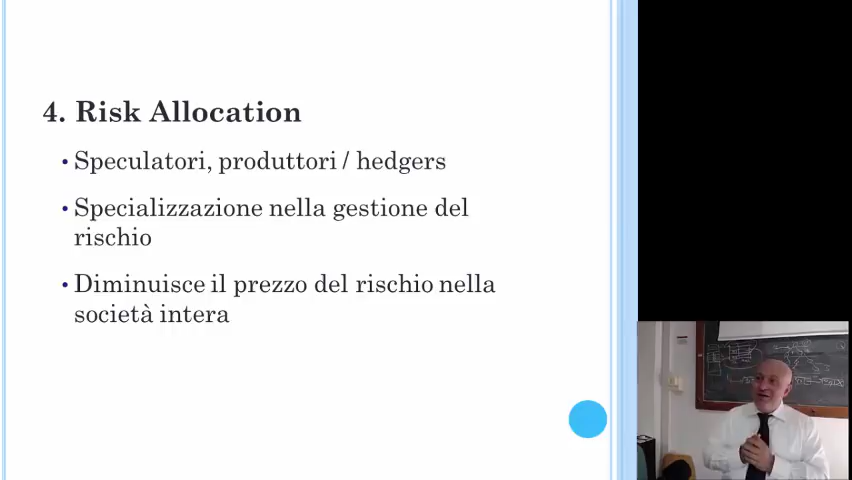 4. Risk Allocation
• Speculatori, produttori / hedgers
• Specializzazione nella gestione del
rischio
• Diminuisce il prezzo del rischio nella
società intera